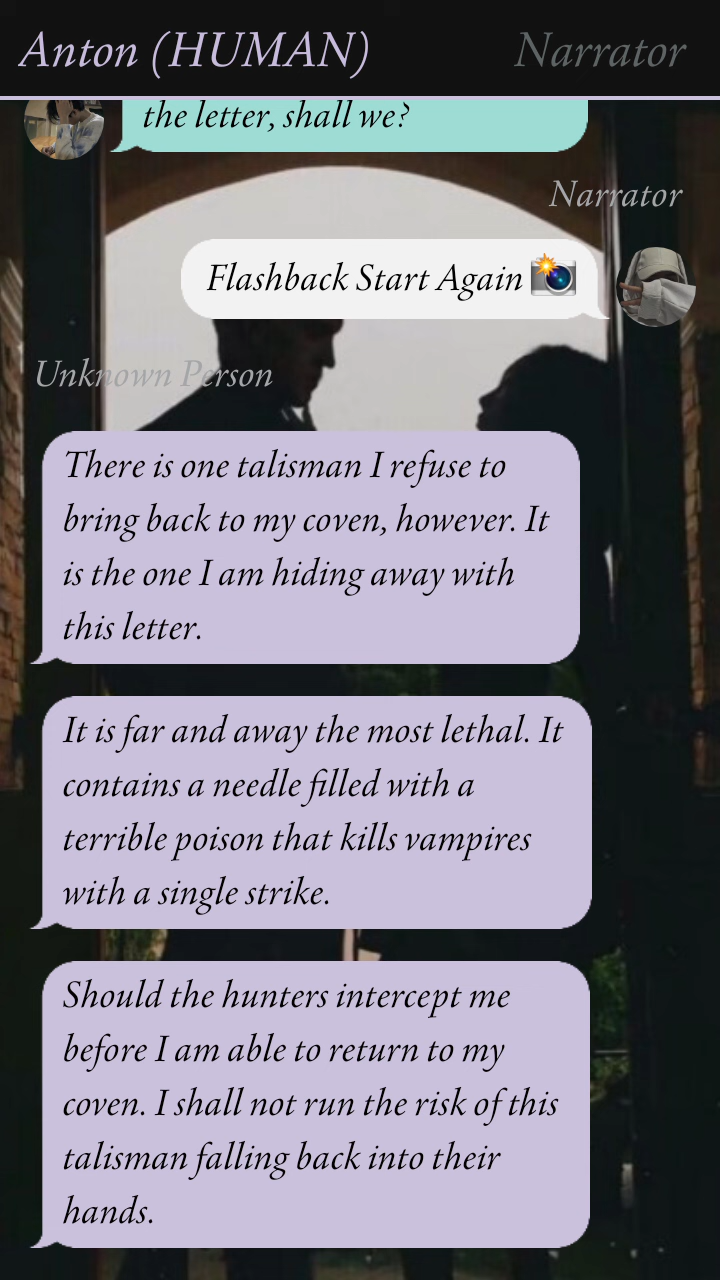 Anton (HUMAN)
Narrator
the letter, shall we?
Narrator
Flashback Start Again 📸
Unknown Person
There is one talisman I refuse to
bring back to my coven, however. It
is the one I am hiding away with
this letter.
It is far and away the most lethal. It
contains a needle filled with a
terrible poison that kills vampires
with a single strike.
Should the hunters intercept me
before I am able to return to my
coven. I shall not run the risk of this
talisman falling back into their
hands.